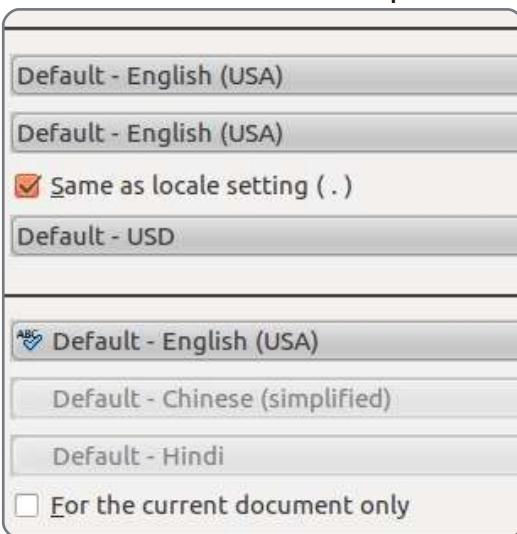 Default - English (USA)
Default - English (USA)
Same as locale setting ( . )
Default - USD
ABC Default - English (USA)
Default - Chinese (simplified)
Default - Hindi
For the current document only